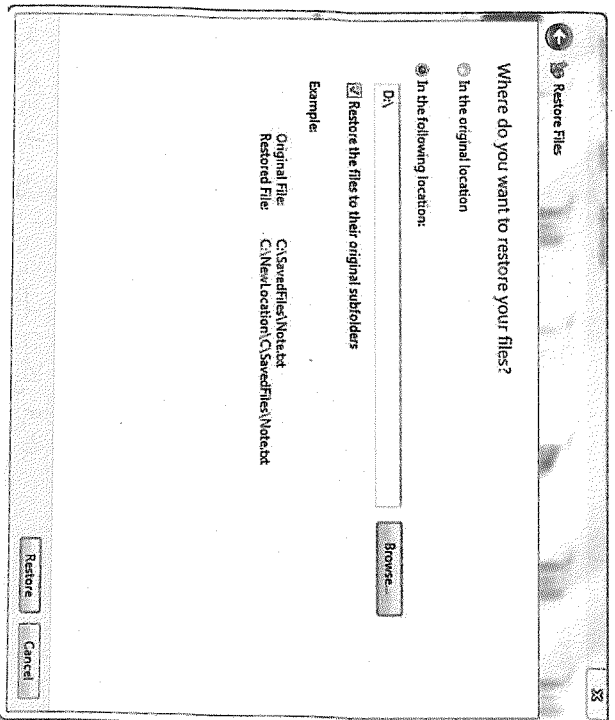 Restore Files
Where do you want to restore your files?
In the original location
In the following location:
D:\
Browse...
Restore the files to their original subfolders
Example:
Original File: C:\SavedFiles\Note.txt
Restored File: C:\NewLocation\C\SavedFiles\Note.txt
Restore
Cancel